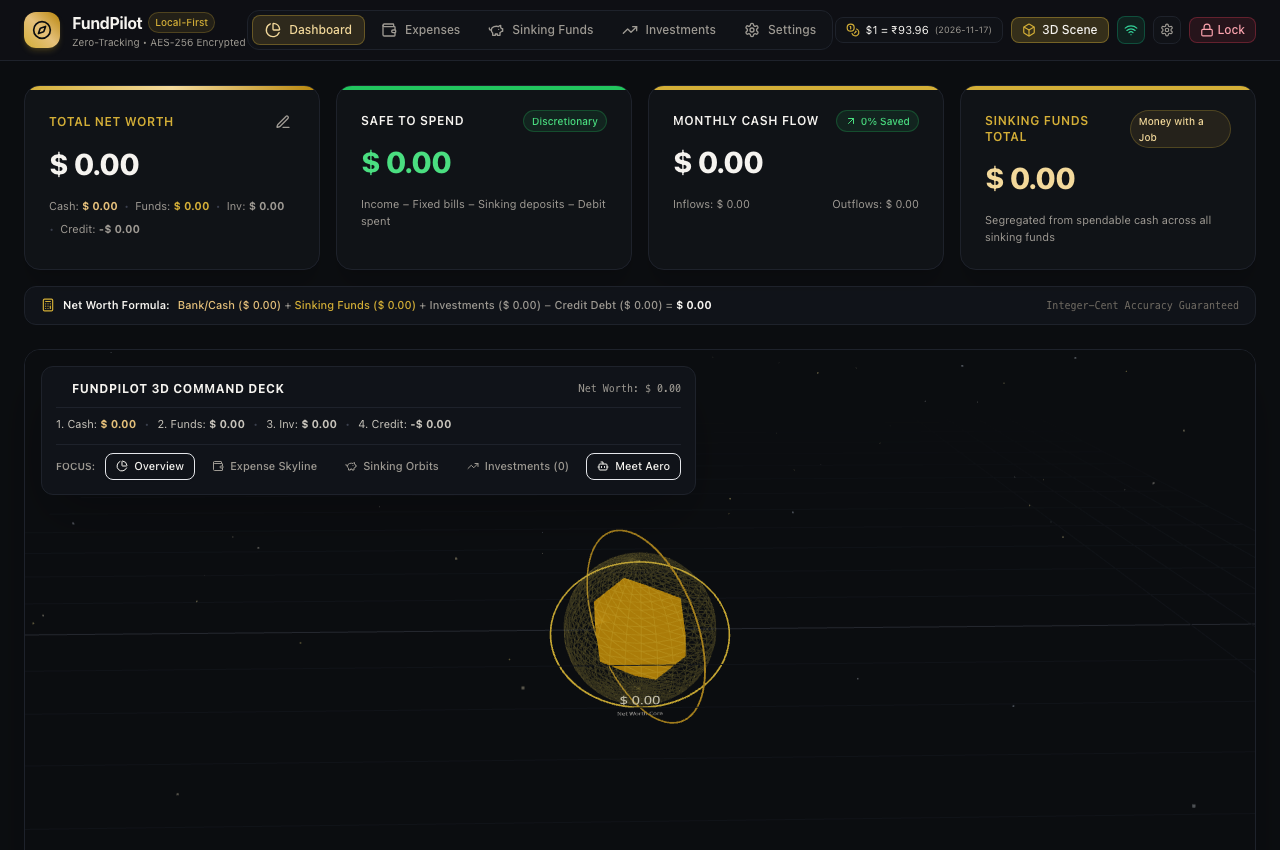 FundPilot Local-First
Zero-Tracking • AES-256 Encrypted
Dashboard
Expenses
Sinking Funds
Investments
Settings
$1 = ₹93.96 (2026-11-17)
3D Scene
Lock
TOTAL NET WORTH
$ 0.00
Cash: $ 0.00 · Funds: $ 0.00 · Inv: $ 0.00
· Credit: -$ 0.00
SAFE TO SPEND
Discretionary
$ 0.00
Income – Fixed bills – Sinking deposits – Debit
spent
MONTHLY CASH FLOW
0% Saved
$ 0.00
Inflows: $ 0.00
Outflows: $ 0.00
SINKING FUNDS
TOTAL
Money with a
Job
$ 0.00
Segregated from spendable cash across all
sinking funds
Net Worth Formula: Bank/Cash ($ 0.00) + Sinking Funds ($ 0.00) + Investments ($ 0.00) – Credit Debt ($ 0.00) = $ 0.00
Integer-Cent Accuracy Guaranteed
FUNDPILOT 3D COMMAND DECK
Net Worth: $ 0.00
1. Cash: $ 0.00 · 2. Funds: $ 0.00 · 3. Inv: $ 0.00 · 4. Credit: -$ 0.00
FOCUS: Overview Expense Skyline Sinking Orbits Investments (0) Meet Aero
$ 0.00
Net Worth Core